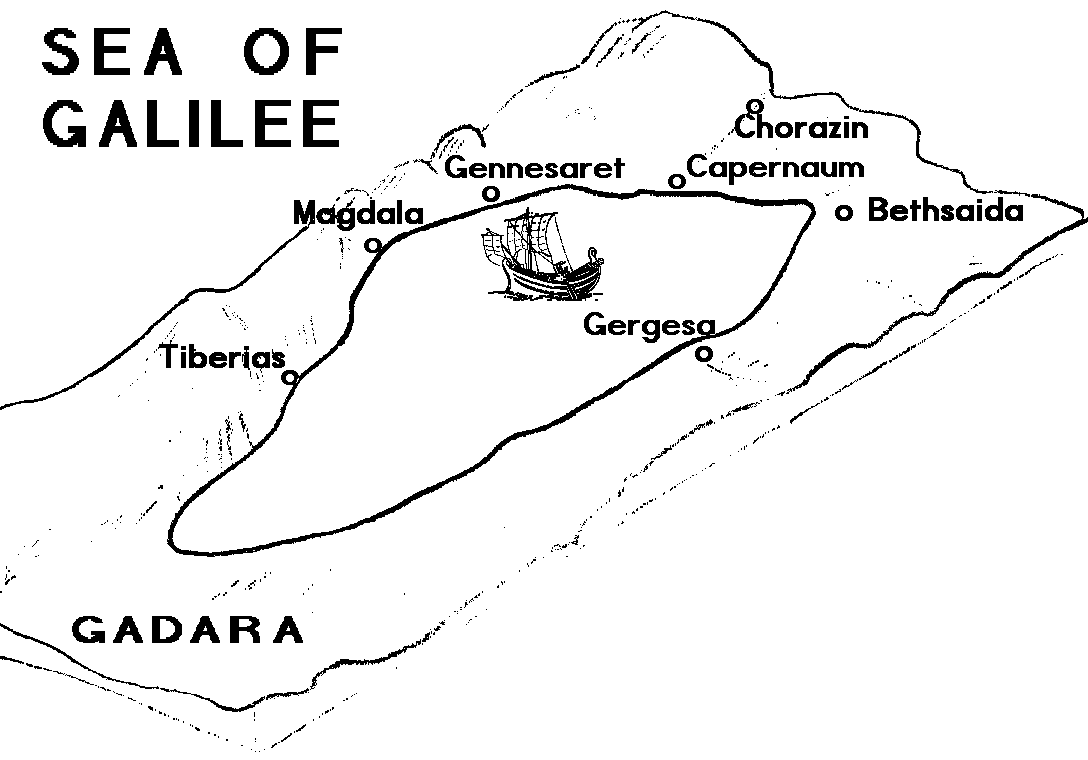 SEA OF
GALILEE
Chorazin
Gennesaret
Capernaum
Magdala
Bethsaida
Gergesa
Tiberias
GADARA